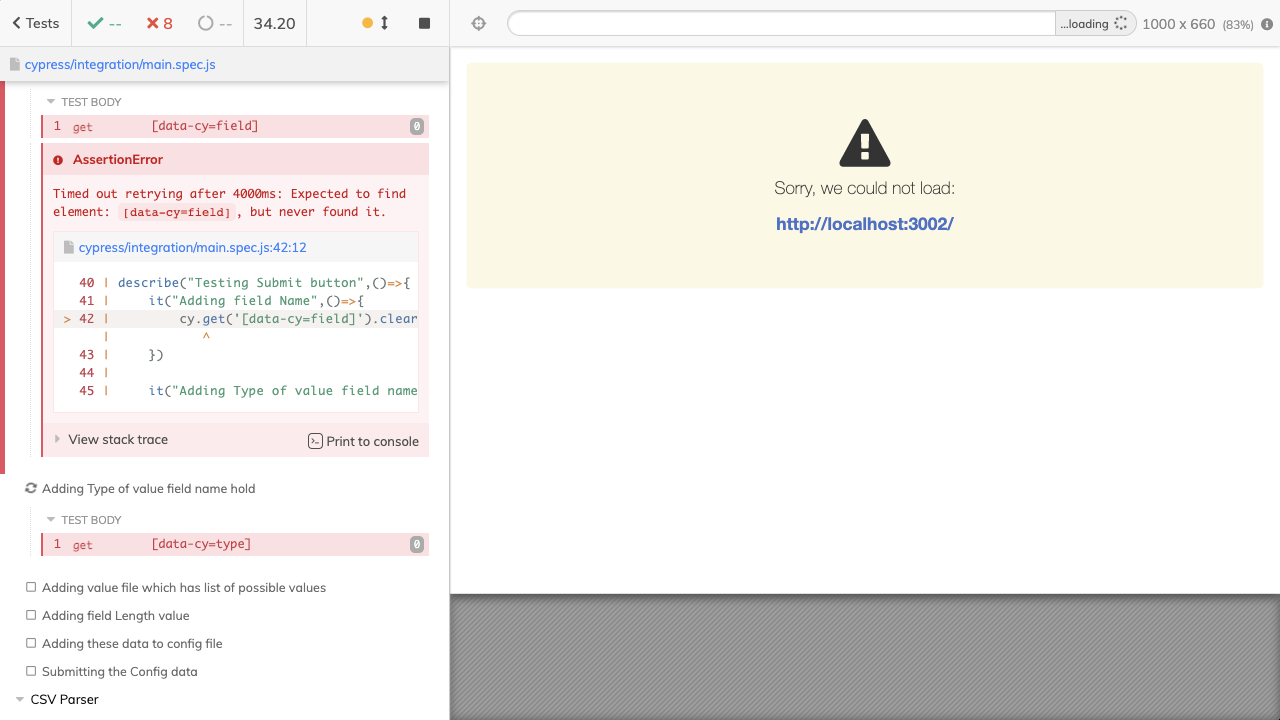 Tests
--
8
--
34.20
...loading
1000 x 660 (83%)
cypress/integration/main.spec.js
TEST BODY
1 get [data-cy=field] 0
AssertionError
Timed out retrying after 4000ms: Expected to find
element: [data-cy=field], but never found it.
cypress/integration/main.spec.js:42:12
40 | describe("Testing Submit button",()=>{
41 | it("Adding field Name",()=>{
> 42 | cy.get('[data-cy=field]').clear
| ^
43 | })
44 |
45 | it("Adding Type of value field name
View stack trace
Print to console
Adding Type of value field name hold
TEST BODY
1 get [data-cy=type] 0
Adding value file which has list of possible values
Adding field Length value
Adding these data to config file
Submitting the Config data
CSV Parser
Sorry, we could not load:
http://localhost:3002/